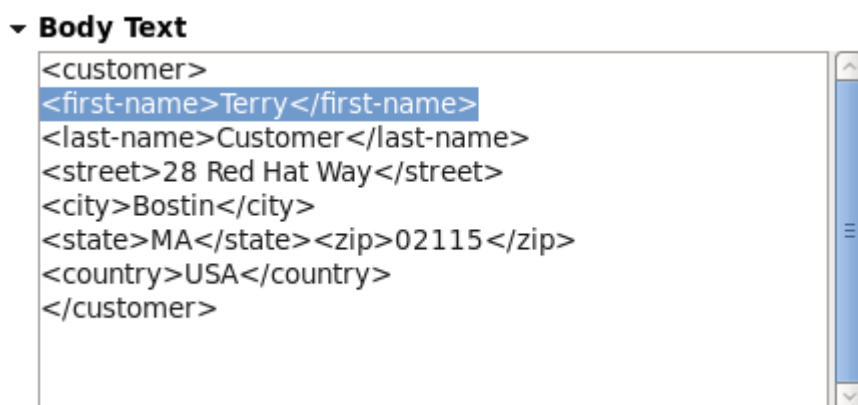 Body Text
<customer>
<first-name>Terry</first-name>
<last-name>Customer</last-name>
<street>28 Red Hat Way</street>
<city>Bostin</city>
<state>MA</state><zip>02115</zip>
<country>USA</country>
</customer>